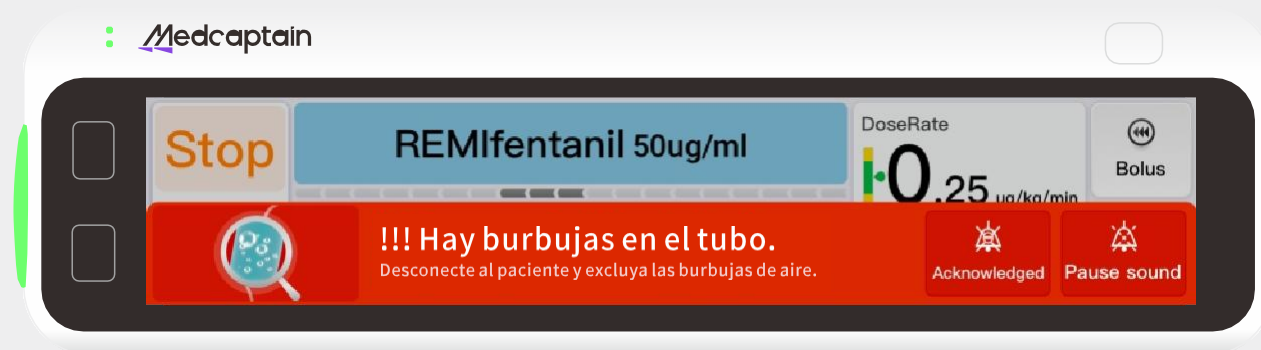 Medcaptain
Stop
REMIfentanil 50ug/ml
DoseRate
0.25 ug/kg/min
Bolus
!!! Hay burbujas en el tubo.
Desconecte al paciente y excluya las burbujas de aire.
Acknowledged
Pause sound